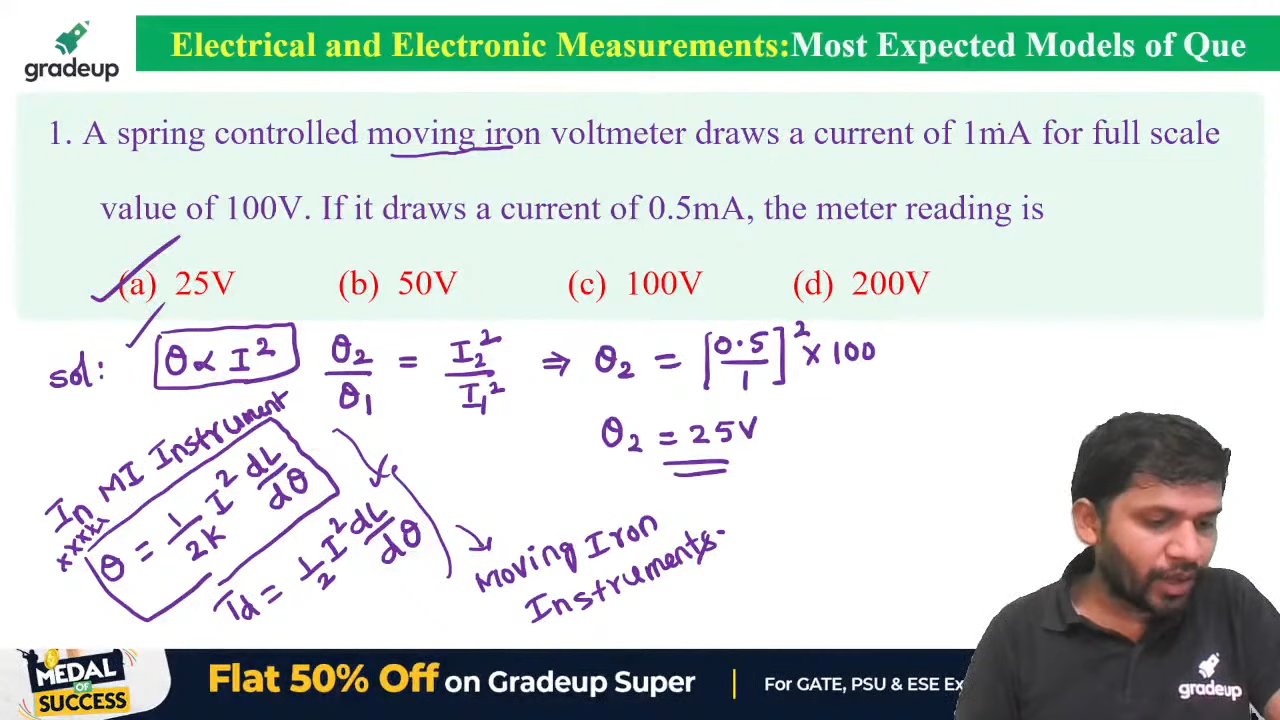 gradeup
Electrical and Electronic Measurements:Most Expected Models of Que
1. A spring controlled moving iron voltmeter draws a current of 1mA for full scale
value of 100V. If it draws a current of 0.5mA, the meter reading is
(a) 25V (b) 50V (c) 100V (d) 200V
sol: θ ∝ I² θ₂/θ₁ = I₂²/I₁² ⇒ θ₂ = [0.5/1]² × 100
θ₂ = 25V
In MI Instrument
xxxxx
θ = 1/2K I² dL/dθ
Td = 1/2 I² dL/dθ
Moving Iron
Instruments.
gradeup
MEDAL
OF
SUCCESS
Flat 50% Off on Gradeup Super | For GATE, PSU & ESE Ex